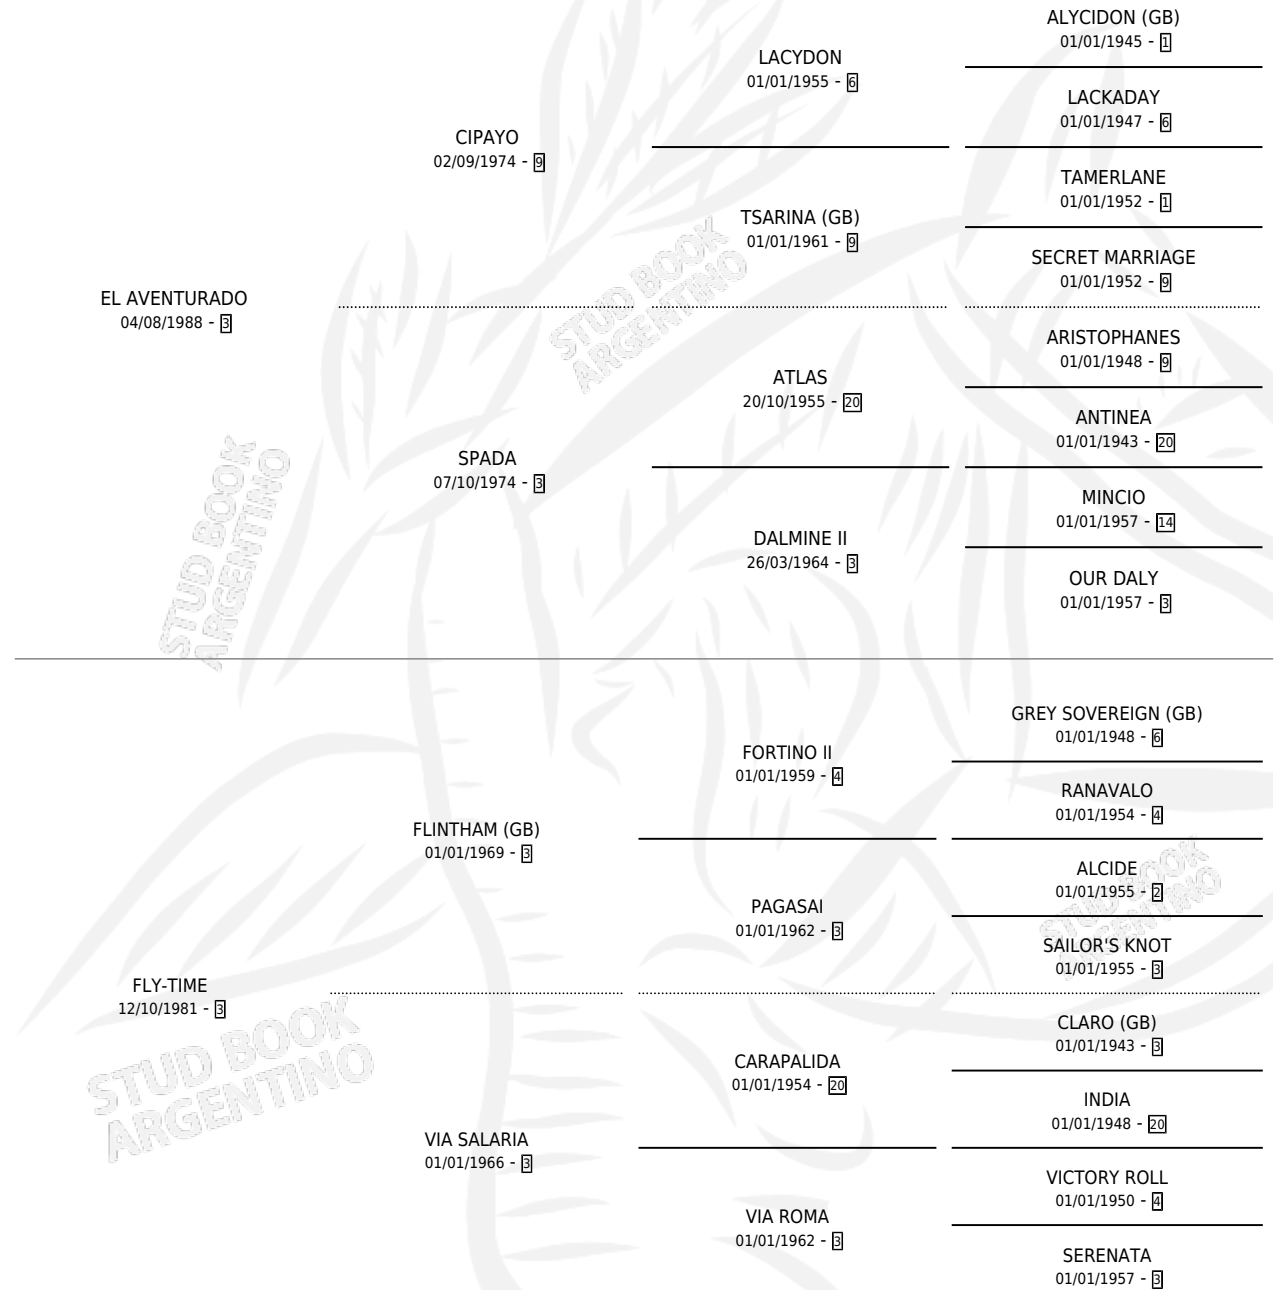 ALYCIDON (GB)
01/01/1945 - 1
LACYDON
01/01/1955 - 6
LACKADAY
01/01/1947 - 6
CIPAYO
02/09/1974 - 9
TAMERLANE
01/01/1952 - 1
TSARINA (GB)
01/01/1961 - 9
SECRET MARRIAGE
01/01/1952 - 9
EL AVENTURADO
04/08/1988 - 3
STUD BOOK
ARGENTINO
ARISTOPHANES
01/01/1948 - 9
ATLAS
20/10/1955 - 20
ANTINEA
01/01/1943 - 20
SPADA
07/10/1974 - 3
MINCIO
01/01/1957 - 14
DALMINE II
26/03/1964 - 3
OUR DALY
01/01/1957 - 3
STUD BOOK
ARGENTINO
GREY SOVEREIGN (GB)
01/01/1948 - 6
FORTINO II
01/01/1959 - 4
RANAVALO
01/01/1954 - 4
FLINTHAM (GB)
01/01/1969 - 3
ALCIDE
01/01/1955 - 2
PAGASAI
01/01/1962 - 3
SAILOR'S KNOT
01/01/1955 - 3
STUD BOOK
ARGENTINO
FLY-TIME
12/10/1981 - 3
CLARO (GB)
01/01/1943 - 3
CARAPALIDA
01/01/1954 - 20
INDIA
01/01/1948 - 20
STUD BOOK
ARGENTINO
VIA SALARIA
01/01/1966 - 3
VICTORY ROLL
01/01/1950 - 4
VIA ROMA
01/01/1962 - 3
SERENATA
01/01/1957 - 3